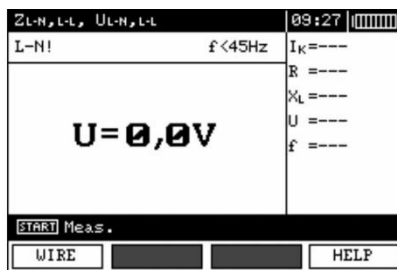 ZL-N,L-L, UL-N,L-L 09:27
L-N! f<45Hz
IK=---
R =---
XL=---
U =---
f =---
U=0,0V
START Meas.
WIRE HELP